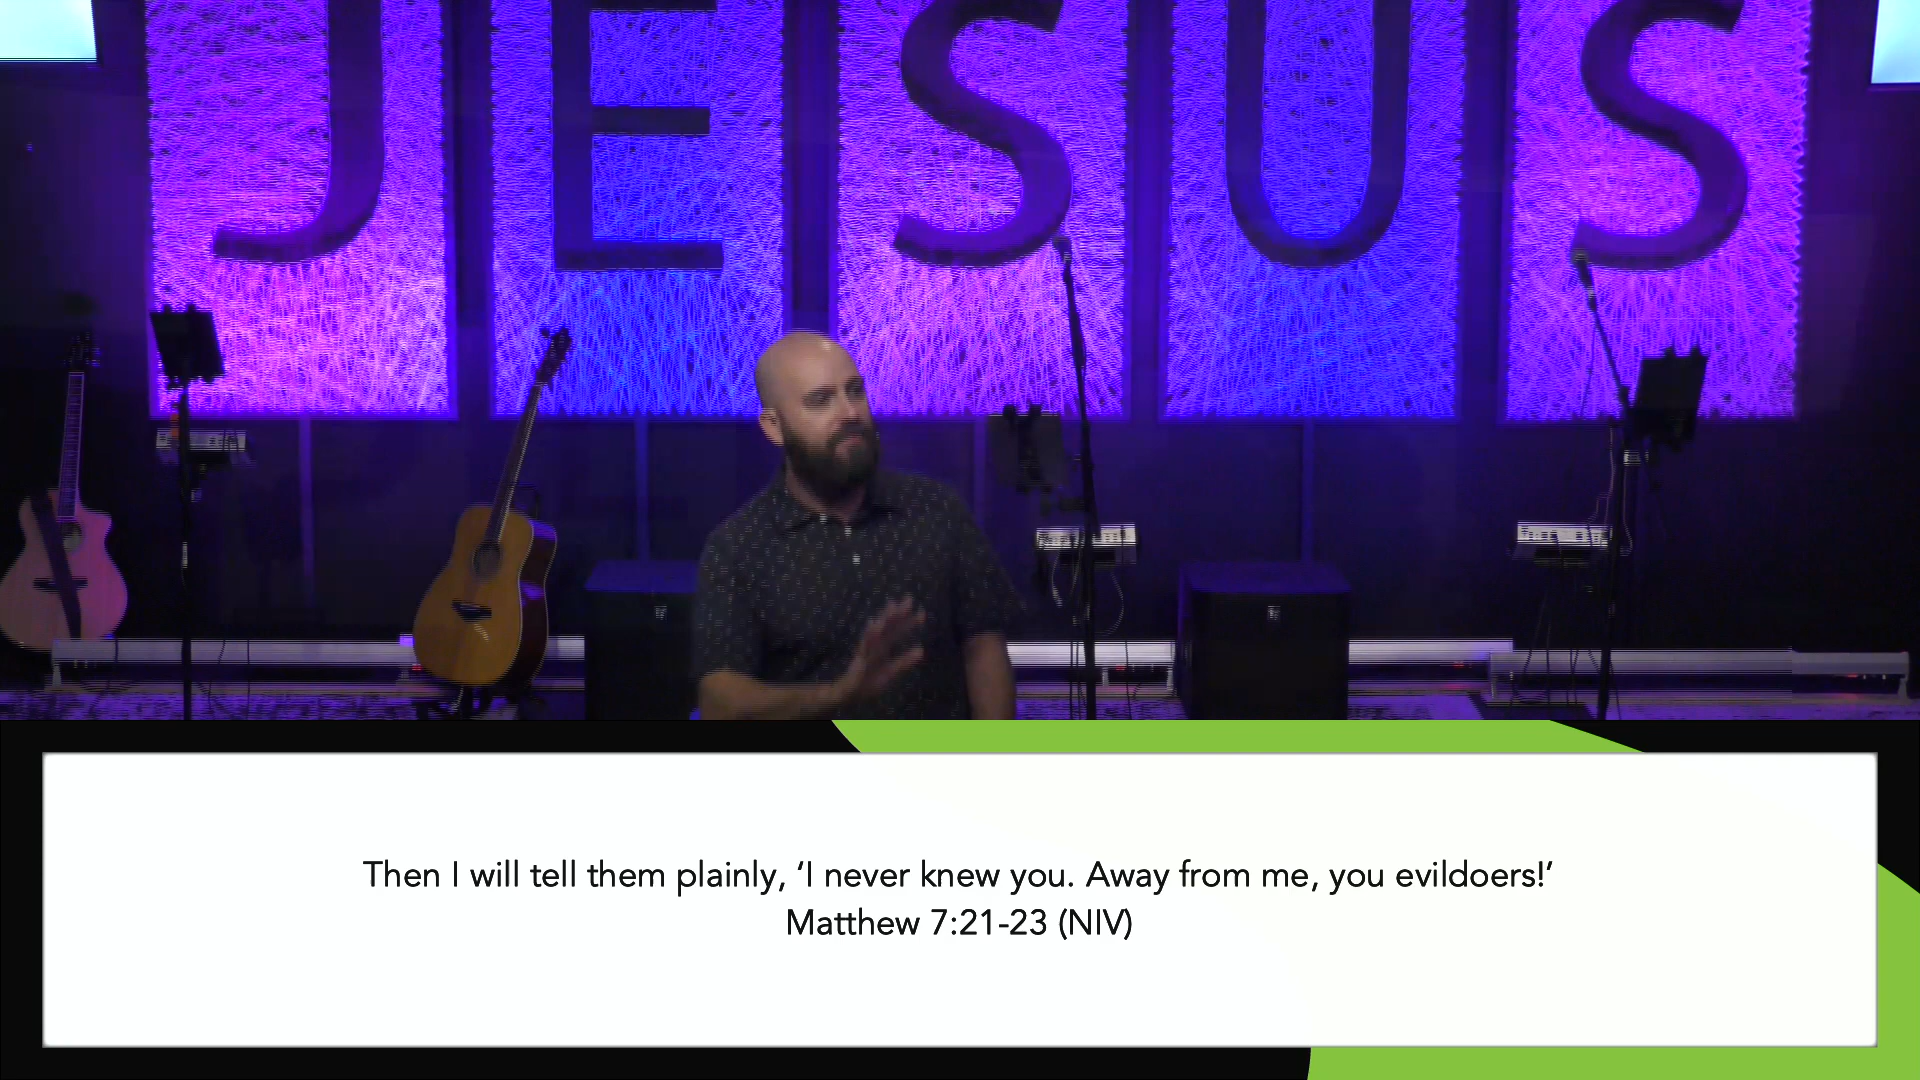 JESUS
Then I will tell them plainly, ‘I never knew you. Away from me, you evildoers!’
Matthew 7:21-23 (NIV)